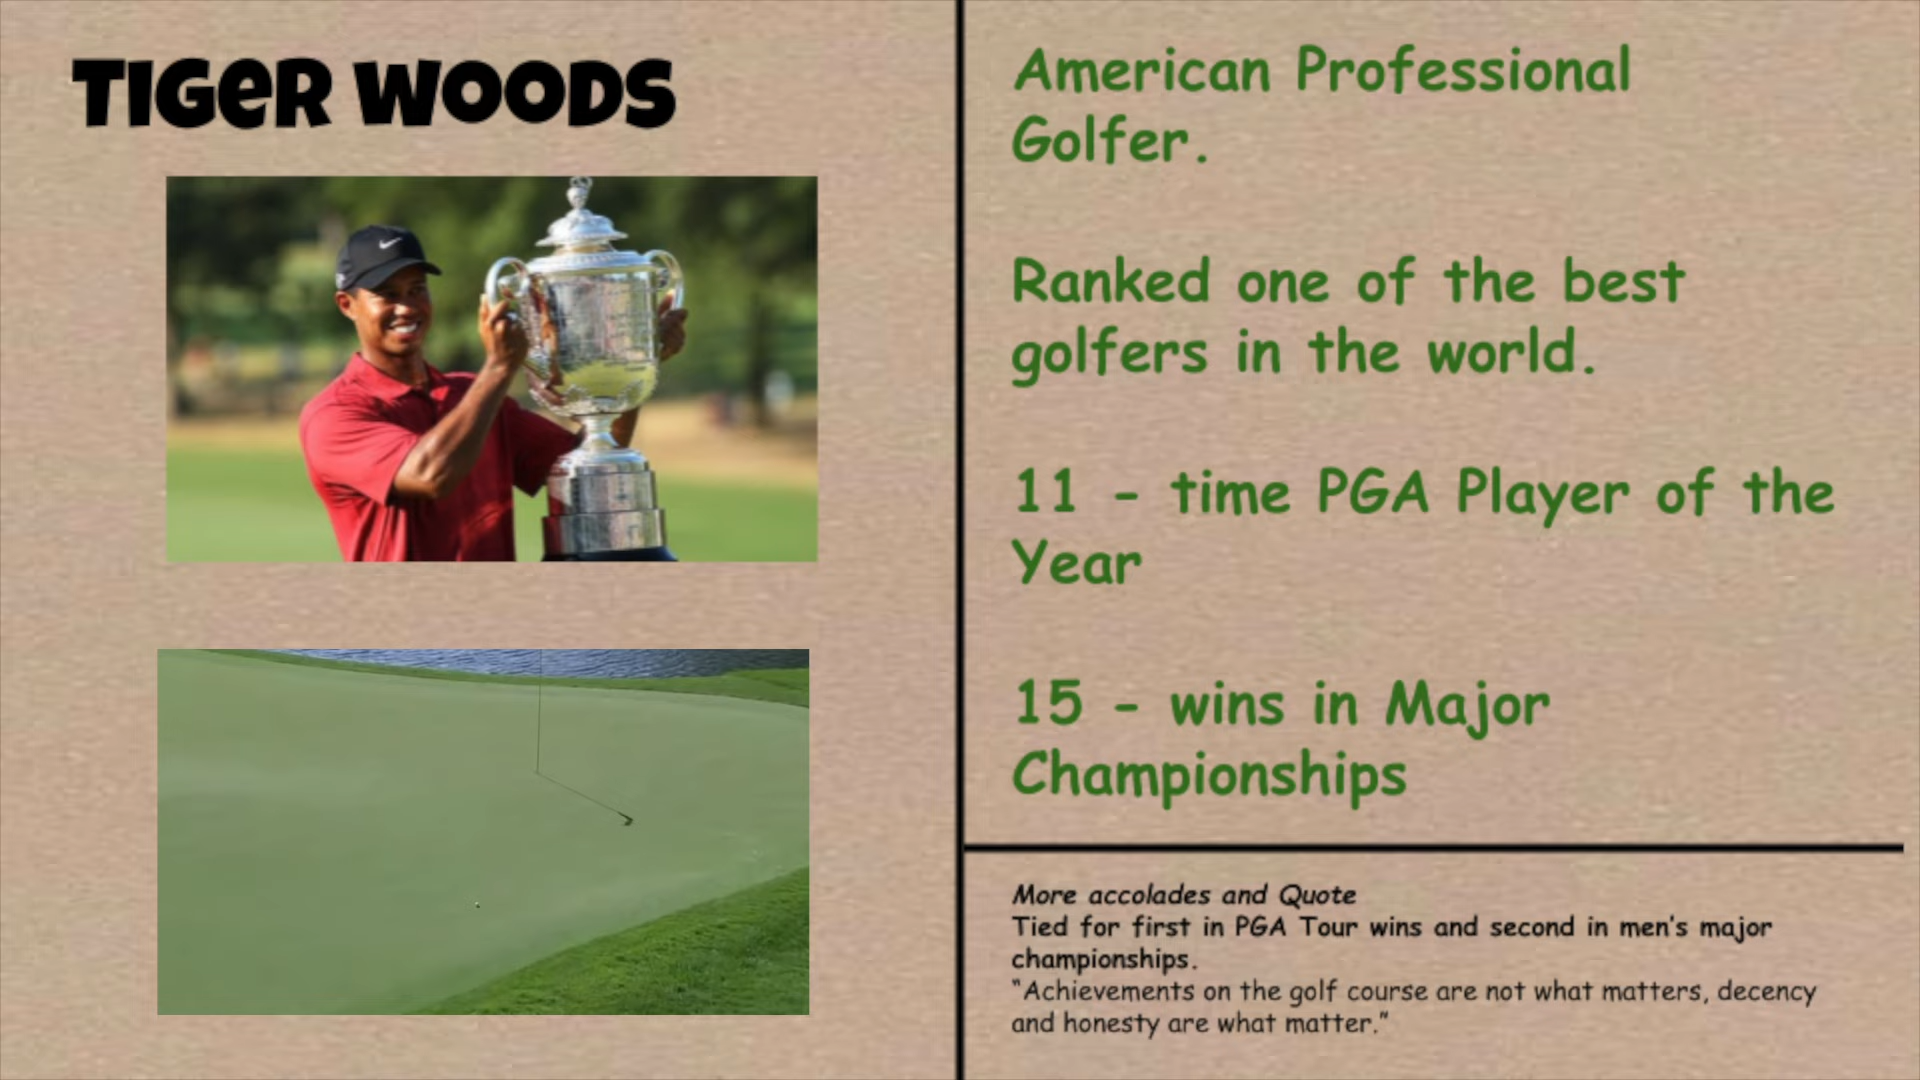 TIGER WOODS
American Professional
Golfer.
Ranked one of the best
golfers in the world.
11 - time PGA Player of the
Year
15 - wins in Major
Championships
More accolades and Quote
Tied for first in PGA Tour wins and second in men's major
championships.
"Achievements on the golf course are not what matters, decency
and honesty are what matter."